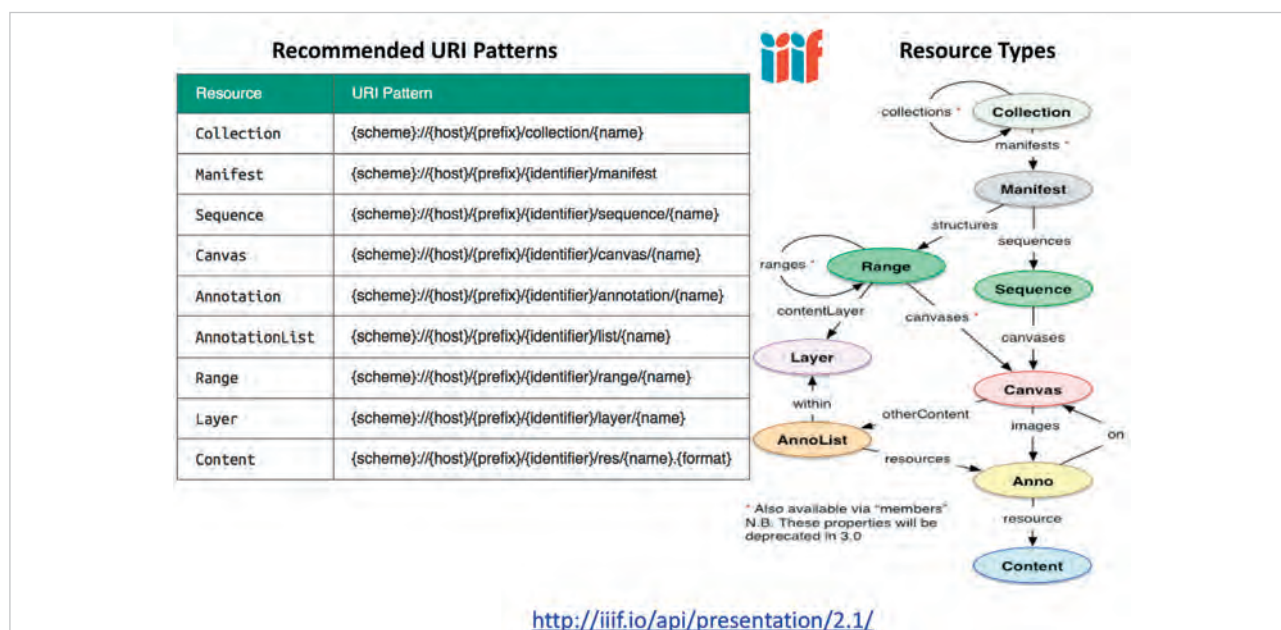 Recommended URI Patterns
Resource URI Pattern
Collection {scheme}://{host}/{prefix}/collection/{name}
Manifest {scheme}://{host}/{prefix}/{identifier}/manifest
Sequence {scheme}://{host}/{prefix}/{identifier}/sequence/{name}
Canvas {scheme}://{host}/{prefix}/{identifier}/canvas/{name}
Annotation {scheme}://{host}/{prefix}/{identifier}/annotation/{name}
AnnotationList {scheme}://{host}/{prefix}/{identifier}/list/{name}
Range {scheme}://{host}/{prefix}/{identifier}/range/{name}
Layer {scheme}://{host}/{prefix}/{identifier}/layer/{name}
Content {scheme}://{host}/{prefix}/{identifier}/res/{name}.{format}
iiif
Resource Types
collections *
Collection
manifests *
Manifest
structures
sequences
ranges *
Range
Sequence
contentLayer
canvases *
canvases
Layer
Canvas
within
otherContent
images
on
AnnoList
resources
Anno
* Also available via "members"
N.B. These properties will be
deprecated in 3.0
resource
Content
http://iiif.io/api/presentation/2.1/